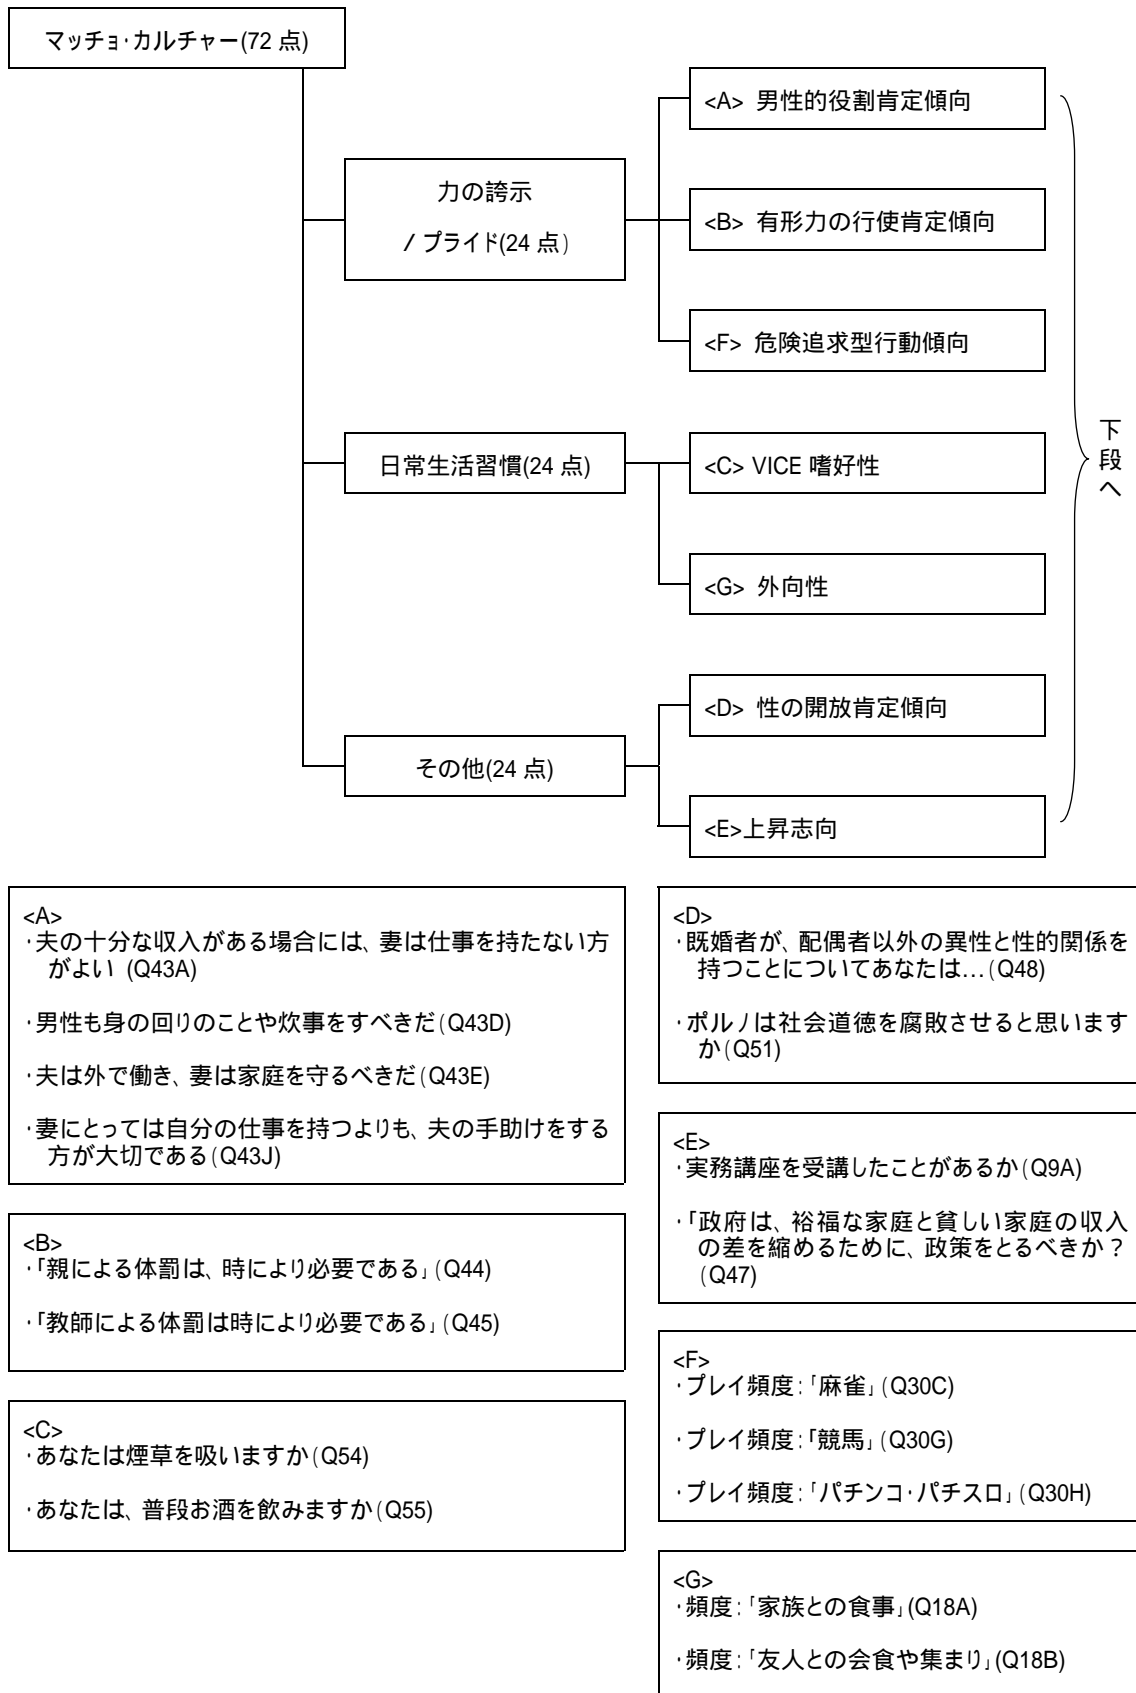 マッチョ・カルチャー(72 点)
<A> 男性的役割肯定傾向
力の誇示
/ プライド(24 点)
<B> 有形力の行使肯定傾向
<F> 危険追求型行動傾向
下段へ
日常生活習慣(24 点)
<C> VICE 嗜好性
<G> 外向性
<D> 性の開放肯定傾向
その他(24 点)
<E>上昇志向
<A>
・夫の十分な収入がある場合には、妻は仕事を持たない方
がよい (Q43A)
・男性も身の回りのことや炊事をすべきだ(Q43D)
・夫は外で働き、妻は家庭を守るべきだ(Q43E)
・妻にとっては自分の仕事を持つよりも、夫の手助けをする
方が大切である(Q43J)
<B>
・「親による体罰は、時により必要である」(Q44)
・「教師による体罰は時により必要である」(Q45)
<C>
・あなたは煙草を吸いますか(Q54)
・あなたは、普段お酒を飲みますか(Q55)
<D>
・既婚者が、配偶者以外の異性と性的関係を
持つことについてあなたは…(Q48)
・ポルノは社会道徳を腐敗させると思います
か(Q51)
<E>
・実務講座を受講したことがあるか(Q9A)
・「政府は、裕福な家庭と貧しい家庭の収入
の差を縮めるために、政策をとるべきか？
(Q47)
<F>
・プレイ頻度:「麻雀」(Q30C)
・プレイ頻度:「競馬」(Q30G)
・プレイ頻度:「パチンコ・パチスロ」(Q30H)
<G>
・頻度:「家族との食事」(Q18A)
・頻度:「友人との会食や集まり」(Q18B)